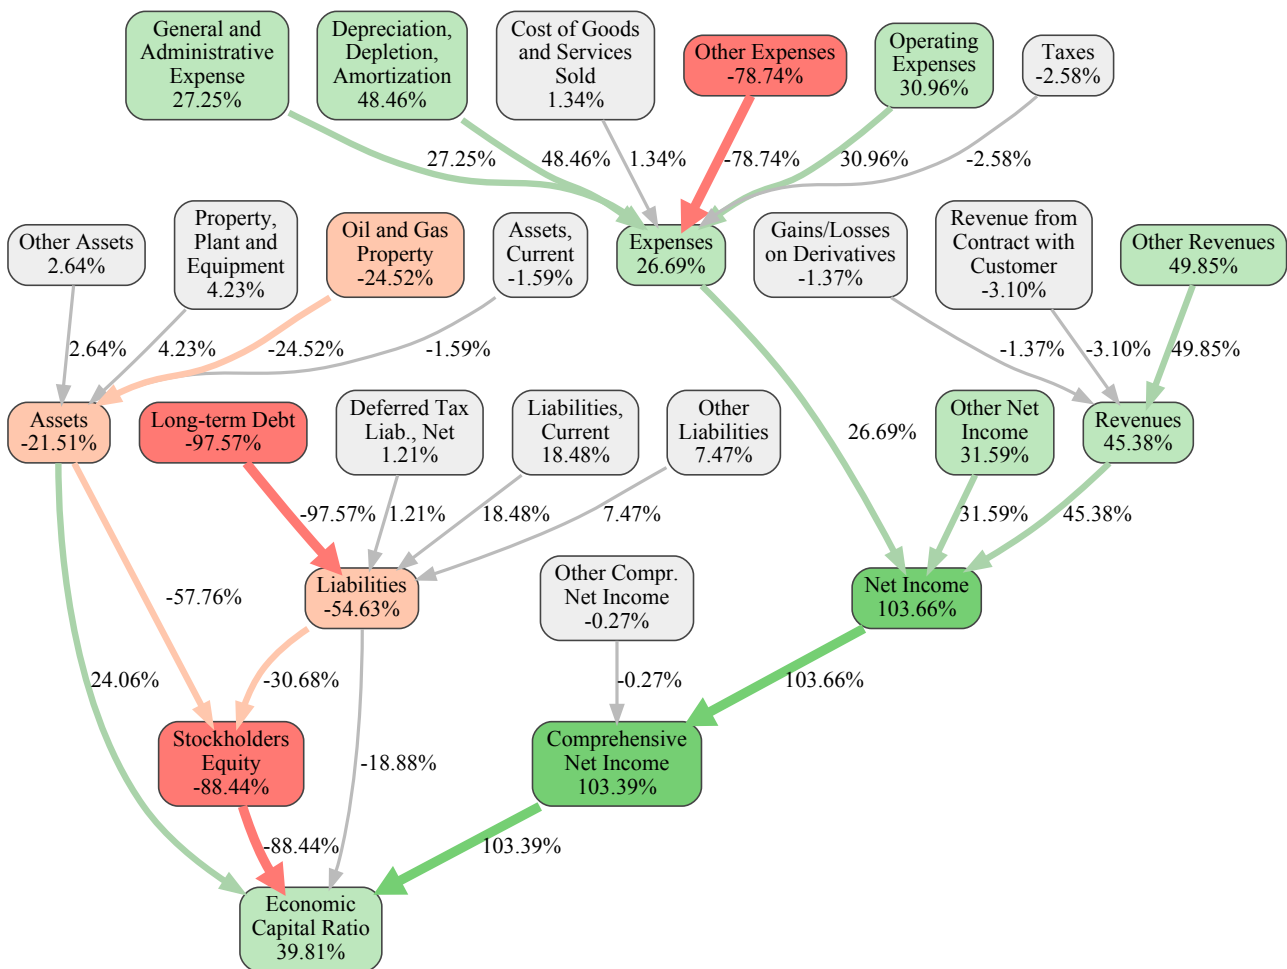 General and
Administrative
Expense
27.25%
Depreciation,
Depletion,
Amortization
48.46%
Cost of Goods
and Services
Sold
1.34%
Other Expenses
-78.74%
Operating
Expenses
30.96%
Taxes
-2.58%
27.25%
48.46%
1.34%
-78.74%
30.96%
-2.58%
Other Assets
2.64%
Property,
Plant and
Equipment
4.23%
Oil and Gas
Property
-24.52%
Assets,
Current
-1.59%
Expenses
26.69%
Gains/Losses
on Derivatives
-1.37%
Revenue from
Contract with
Customer
-3.10%
Other Revenues
49.85%
2.64%
4.23%
-24.52%
-1.59%
-1.37%
-3.10%
49.85%
Assets
-21.51%
Long-term Debt
-97.57%
Deferred Tax
Liab., Net
1.21%
Liabilities,
Current
18.48%
Other
Liabilities
7.47%
26.69%
Other Net
Income
31.59%
Revenues
45.38%
-97.57%
1.21%
18.48%
7.47%
31.59%
45.38%
-57.76%
Liabilities
-54.63%
Other Compr.
Net Income
-0.27%
Net Income
103.66%
24.06%
-30.68%
-0.27%
103.66%
Stockholders
Equity
-88.44%
-18.88%
Comprehensive
Net Income
103.39%
-88.44%
103.39%
Economic
Capital Ratio
39.81%